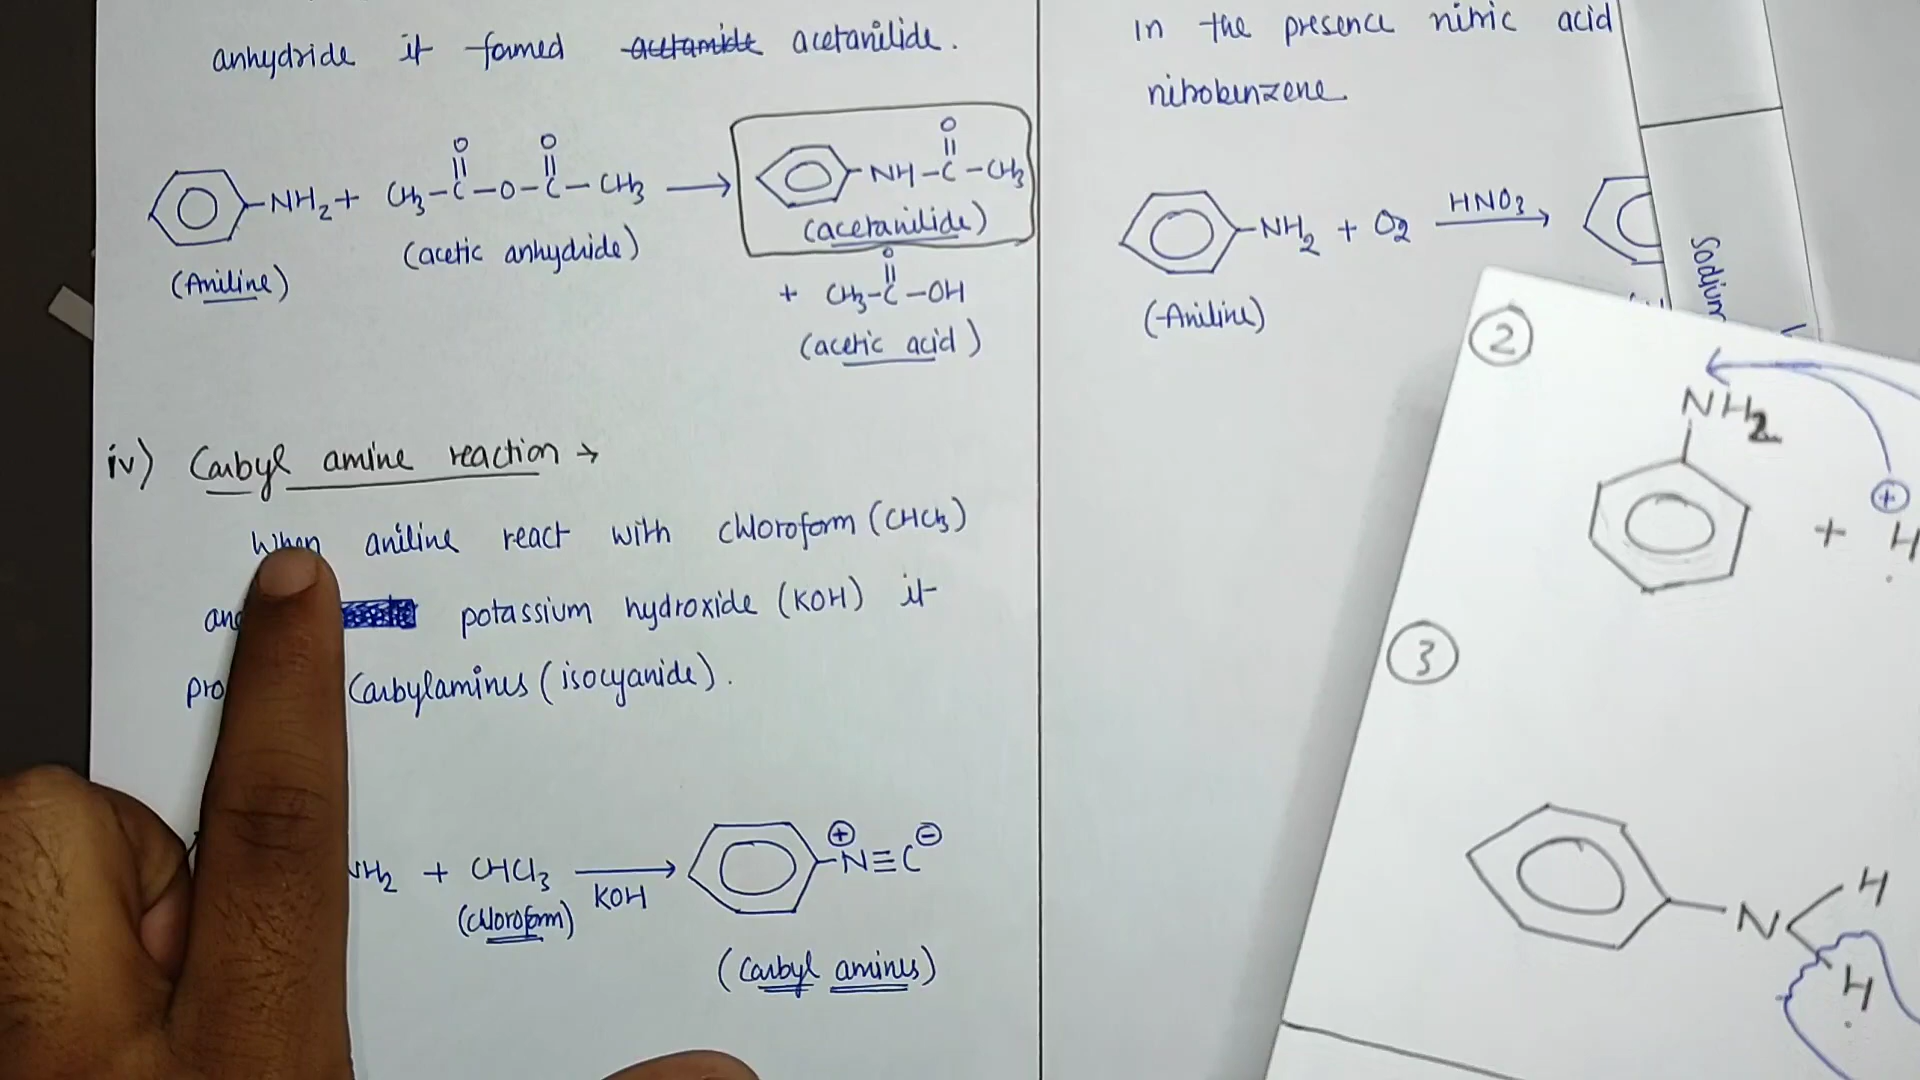 anhydride it formed acetamide acetanilide.
O O O
|| || ||
NH2 + CH3-C-O-C-CH3 ⟶ NH-C-CH3
(Aniline) (acetic anhydride) (acetanilide)
O
||
+ CH3-C-OH
(acetic acid)
iv) Carbyl amine reaction →
When aniline react with chloroform (CHCl3)
potassium hydroxide (KOH) it
Carbylamines (isocyanide).
NH2 + CHCl3 ⟶ KOH ⊕ N≡C ⊖
(chloroform)
(Carbyl amines)
In the presence nitric acid
nitrobenzene
NH2 + O2 HNO3 ⟶
(Aniline)
Sodium
2
NH2
+ H ⊕
3
N H
H